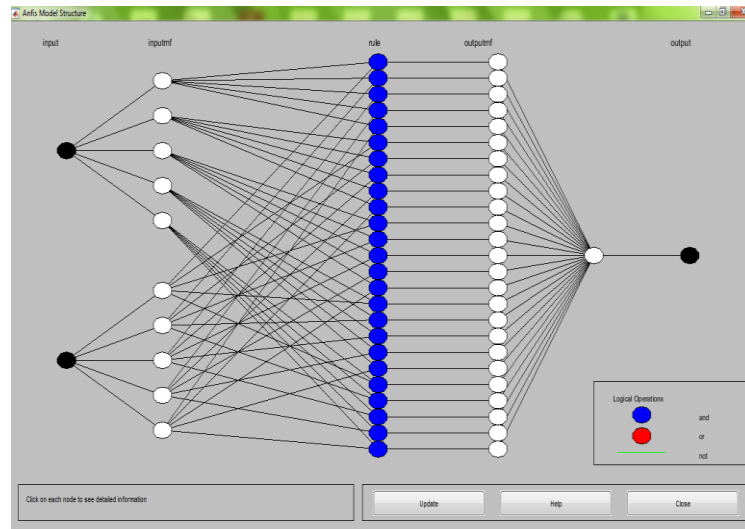 Anfis Model Structure
input inputmf rule outputmf output
Logical Operations
and
or
not
Click on each node to see detailed information
Update Help Close